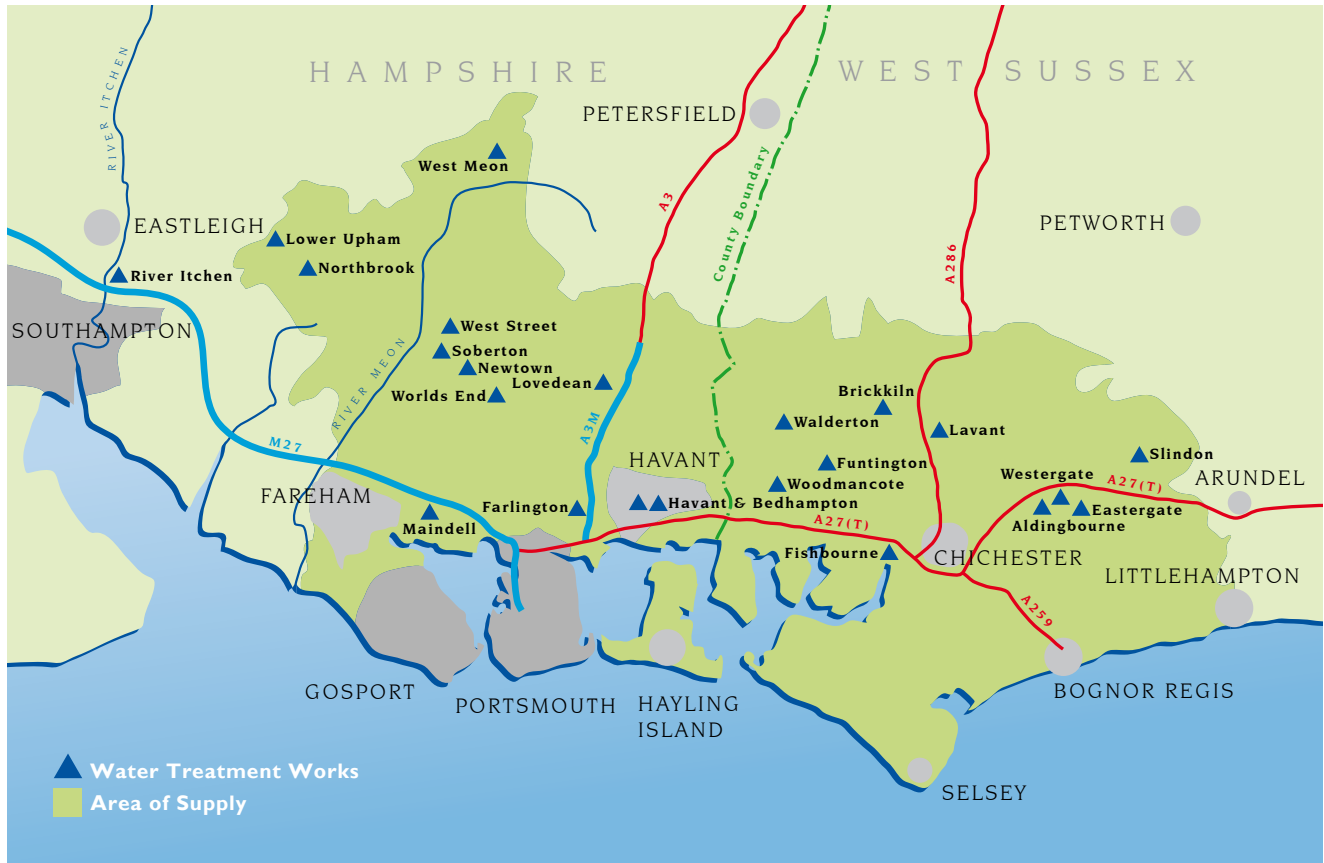 HAMPSHIRE
WEST SUSSEX
RIVER ITCHEN
PETERSFIELD
West Meon
A3
County Boundary
EASTLEIGH
PETWORTH
Lower Upham
Northbrook
River Itchen
A286
SOUTHAMPTON
West Street
Soberton
Newtown
Lovedean
Worlds End
RIVER MEON
Brickkiln
Walderton
Lavant
M27
A3M
HAVANT
Funtington
Slindon
Westergate
ARUNDEL
FAREHAM
Woodmancote
A27(T)
Farlington
Havant & Bedhampton
Eastergate
Maindell
Aldingbourne
A27(T)
Fishbourne
CHICHESTER
LITTLEHAMPTON
A259
GOSPORT
PORTSMOUTH
HAYLING
ISLAND
BOGNOR REGIS
SELSEY
Water Treatment Works
Area of Supply